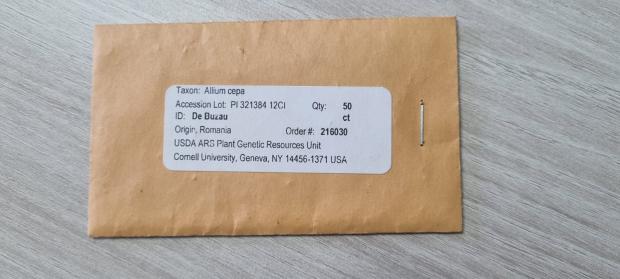 Taxon: Allium cepa
Accession Lot: PI 321384 12CI Qty: 50
ID: De Buzau ct
Origin, Romania Order #: 216030
USDA ARS Plant Genetic Resources Unit
Cornell University, Geneva, NY 14456-1371 USA